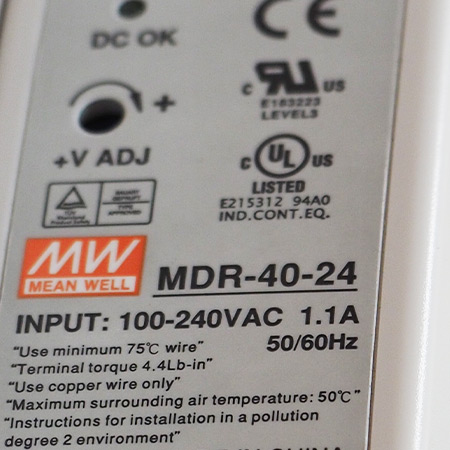 DC OK
CE
c RU US
E183223
LEVEL3
+
+V ADJ
c UL US
LISTED
E215312 94A0
IND.CONT.EQ.
MW
MEAN WELL
MDR-40-24
INPUT: 100-240VAC 1.1A
50/60Hz
"Use minimum 75℃ wire"
"Terminal torque 4.4Lb-in"
"Use copper wire only"
"Maximum surrounding air temperature: 50℃"
"Instructions for installation in a pollution
degree 2 environment"